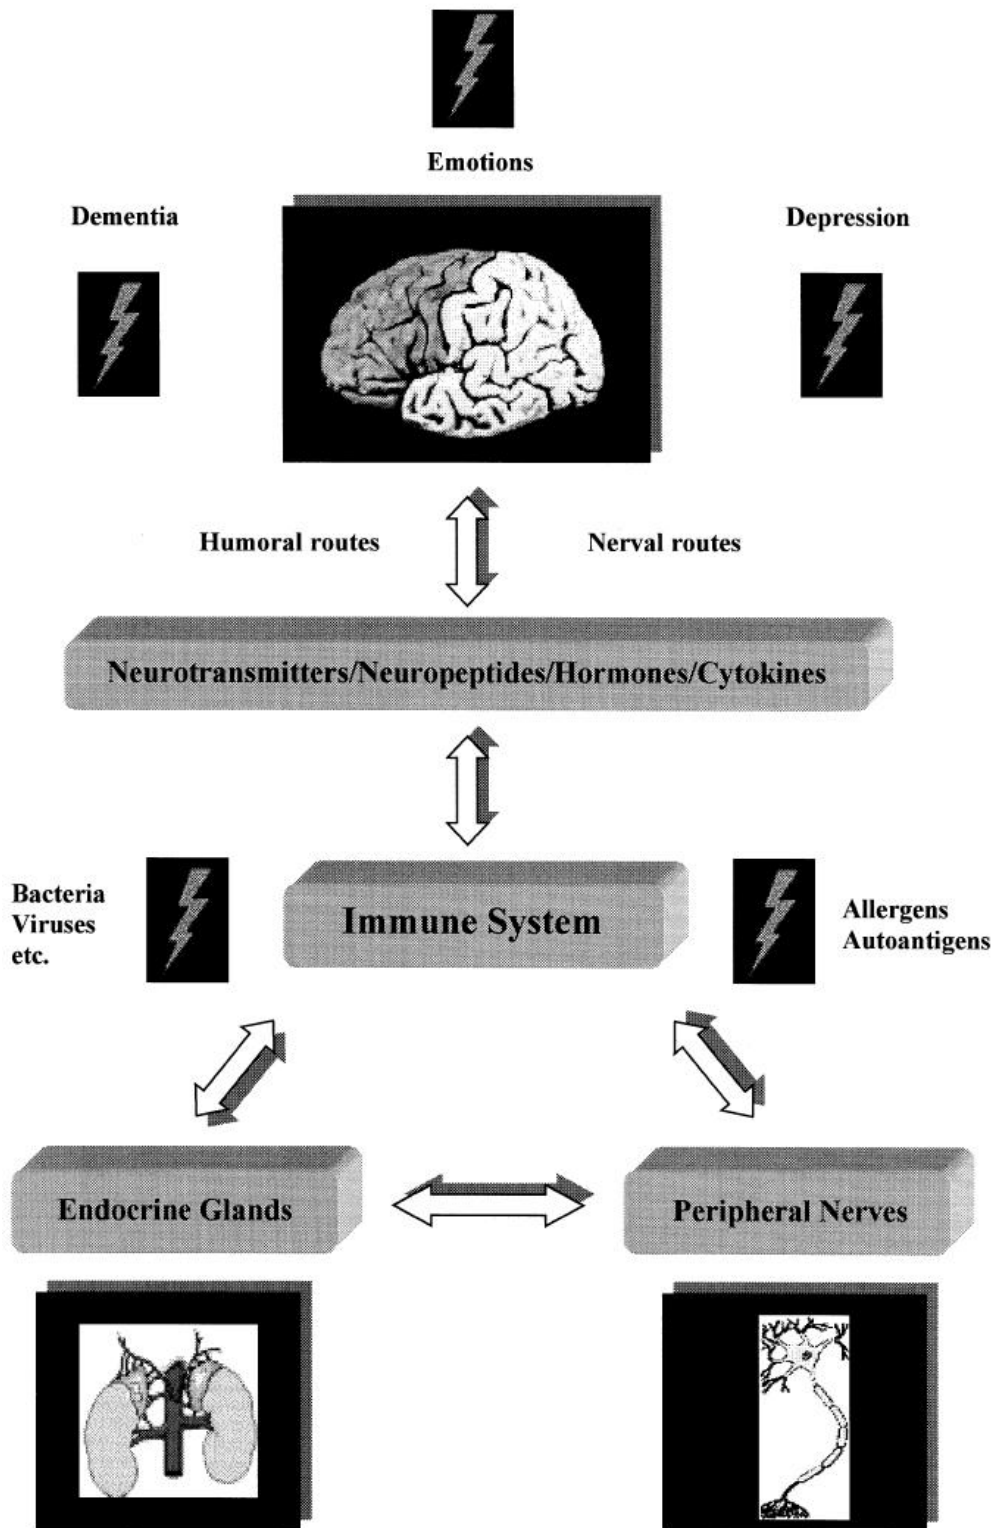 Emotions
Dementia
Depression
Humoral routes
Nerval routes
Neurotransmitters/Neuropeptides/Hormones/Cytokines
Bacteria
Viruses
etc.
Immune System
Allergens
Autoantigens
Endocrine Glands
Peripheral Nerves